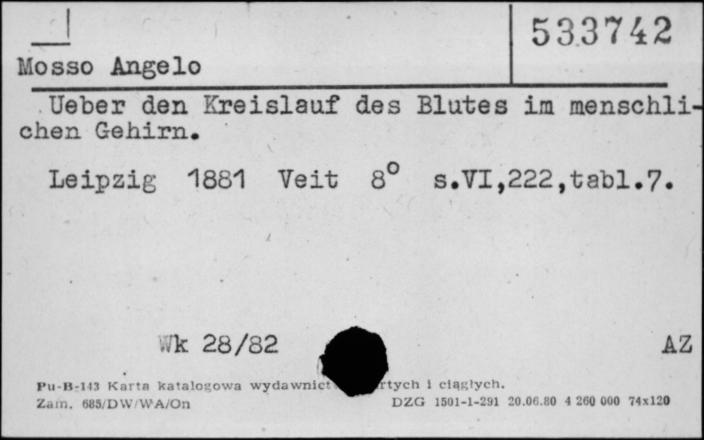 533742
Mosso Angelo
Ueber den Kreislauf des Blutes im menschli-
chen Gehirn.
Leipzig 1881 Veit 8° s.VI,222,tabl.7.
Wk 28/82 AZ
Pu-B-143 Karta katalogowa wydawnict rtych i ciągłych.
Zam. 685/DW/WA/On DZG 1501-1-291 20.06.80 4 260 000 74x120